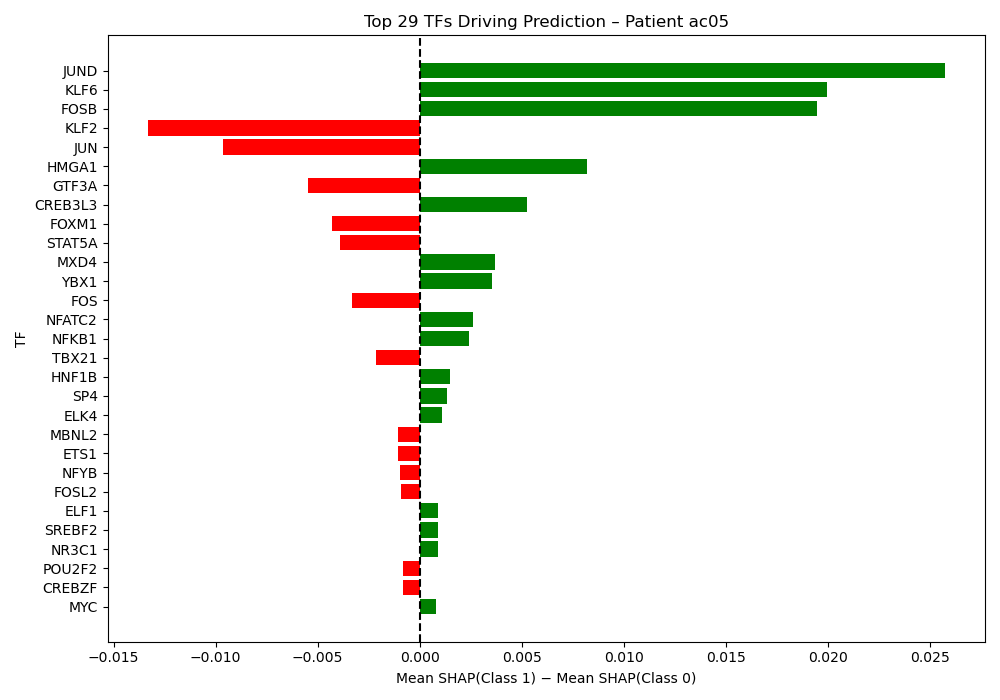 Top 29 TFs Driving Prediction – Patient ac05
JUND
KLF6
FOSB
KLF2
JUN
HMGA1
GTF3A
CREB3L3
FOXM1
STAT5A
MXD4
YBX1
FOS
NFATC2
NFKB1
TBX21
HNF1B
SP4
ELK4
MBNL2
ETS1
NFYB
FOSL2
ELF1
SREBF2
NR3C1
POU2F2
CREBZF
MYC
TF
−0.015 −0.010 −0.005 0.000 0.005 0.010 0.015 0.020 0.025
Mean SHAP(Class 1) − Mean SHAP(Class 0)